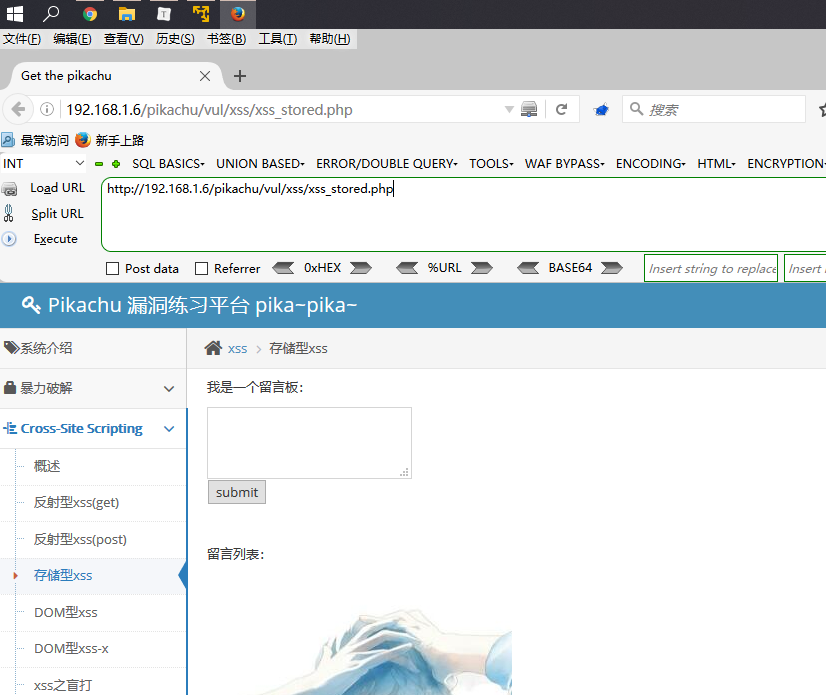 文件(F) 编辑(E) 查看(V) 历史(S) 书签(B) 工具(T) 帮助(H)
Get the pikachu
192.168.1.6/pikachu/vul/xss/xss_stored.php 搜索
最常访问 新手上路
INT SQL BASICS UNION BASED ERROR/DOUBLE QUERY TOOLS WAF BYPASS ENCODING HTML ENCRYPTION
Load URL http://192.168.1.6/pikachu/vul/xss/xss_stored.php
Split URL
Execute
Post data Referrer 0xHEX %URL BASE64 Insert string to replace Insert
Pikachu 漏洞练习平台 pika~pika~
系统介绍
xss > 存储型xss
暴力破解
我是一个留言板：
Cross-Site Scripting
概述
submit
反射型xss(get)
反射型xss(post)
留言列表：
存储型xss
DOM型xss
DOM型xss-x
xss之盲打